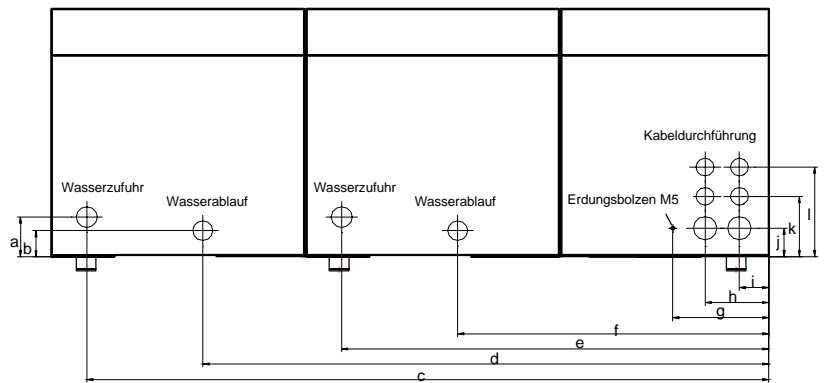 Kabeldurchführung
Wasserzufuhr
Wasserablauf
Wasserzufuhr
Wasserablauf
Erdungsbolzen M5
a
b
l
k
j
i
h
g
f
e
d
c